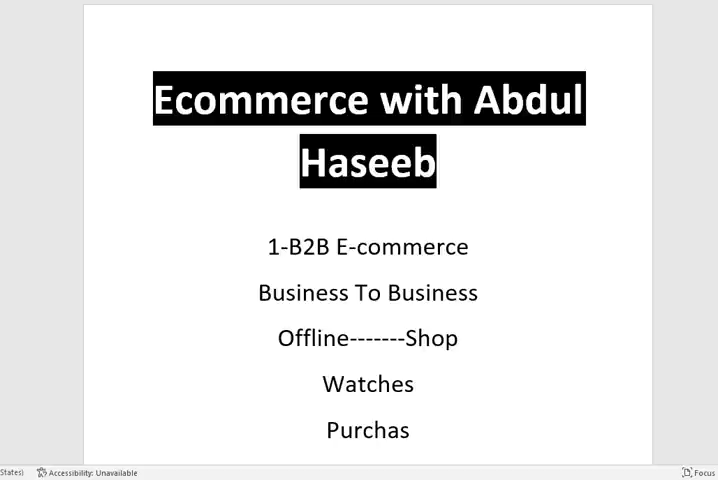 Ecommerce with Abdul
Haseeb
1-B2B E-commerce
Business To Business
Offline-------Shop
Watches
Purchas
States)
Accessibility: Unavailable
Focus